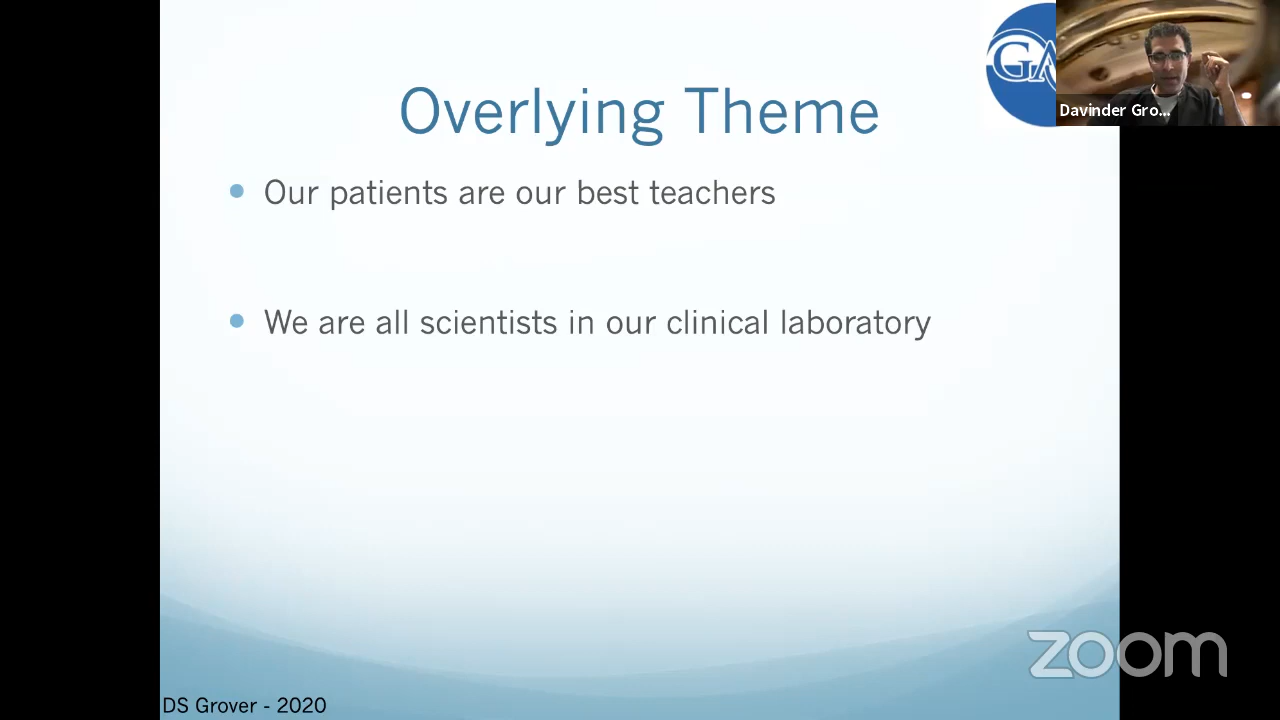 Overlying Theme
GA
Davinder Gro...
Our patients are our best teachers
We are all scientists in our clinical laboratory
zoom
DS Grover - 2020